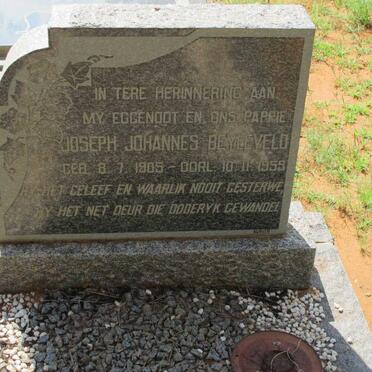 IN TERE HERINNERING AAN
MY EGGENOOT EN ONS PAPPIE
JOSEPH JOHANNES BEYLEVELD
GEB. 8. 7. 1905 - OORL. 10. 11. 1959
HET GELEEF EN WAARLIK NOOIT GESTERWE
HY HET NET DEUR DIE DODERYK GEWANDEL